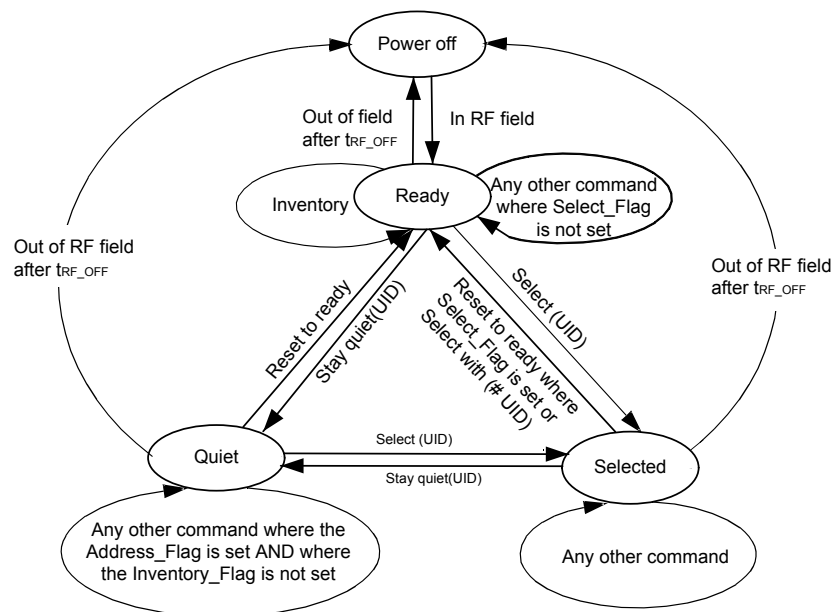 Power off
Out of field
after tRF_OFF
In RF field
Ready
Inventory
Any other command
where Select_Flag
is not set
Out of RF field
after tRF_OFF
Out of RF field
after tRF_OFF
Reset to ready
Stay quiet(UID)
Select (UID)
Reset to ready where
Select_Flag is set or
Select with (# UID)
Quiet
Select (UID)
Stay quiet(UID)
Selected
Any other command where the
Address_Flag is set AND where
the Inventory_Flag is not set
Any other command